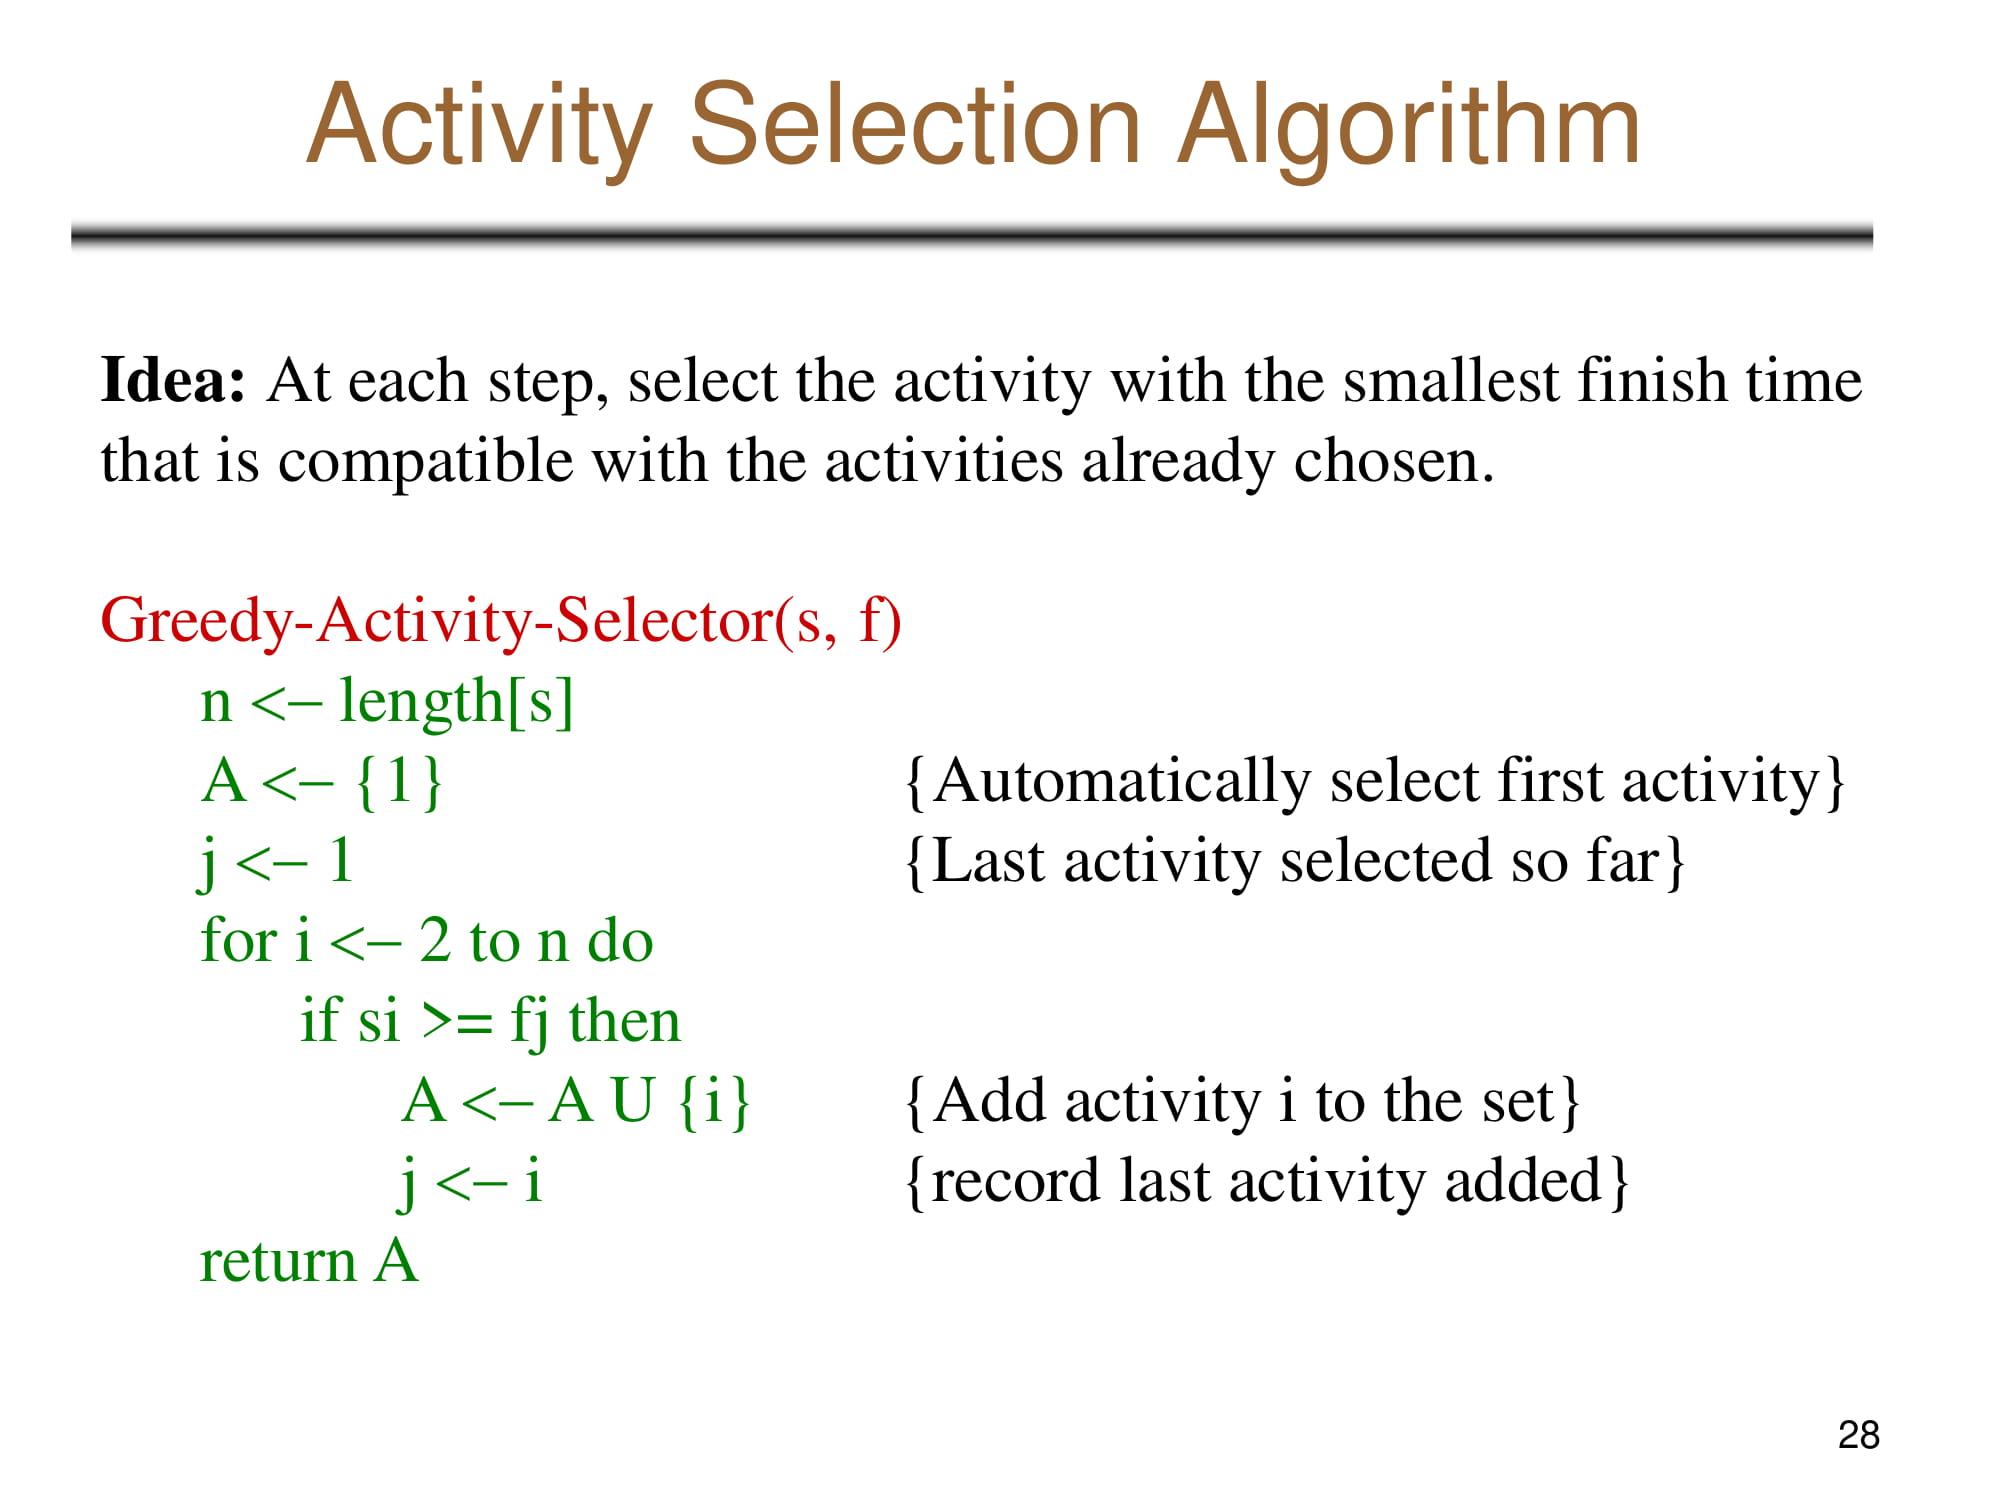 Activity Selection Algorithm
Idea: At each step, select the activity with the smallest finish time
that is compatible with the activities already chosen.
Greedy-Activity-Selector(s, f)
n <– length[s]
A <– {1} {Automatically select first activity}
j <– 1 {Last activity selected so far}
for i <– 2 to n do
if si >= fj then
A <– A U {i} {Add activity i to the set}
j <– i {record last activity added}
return A
28